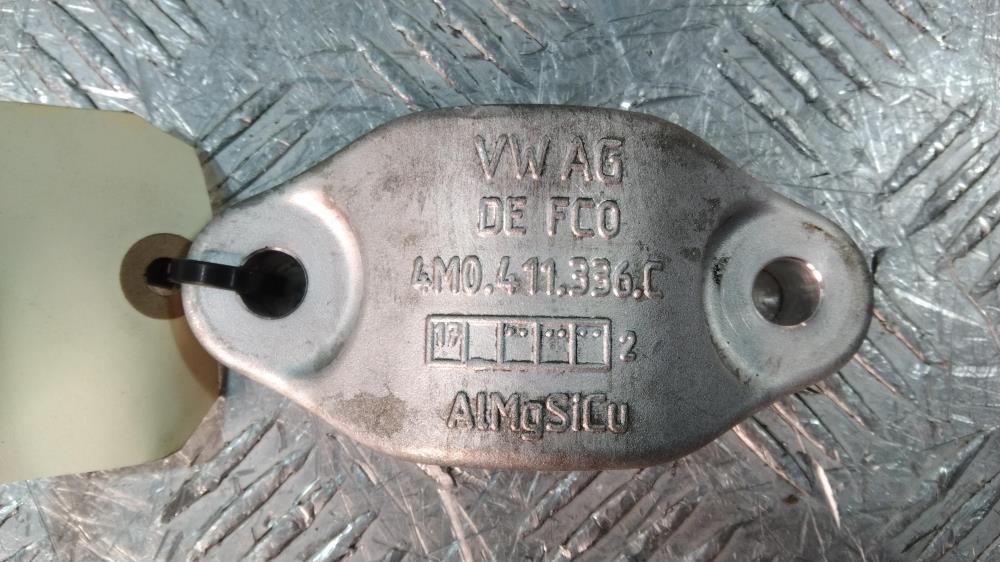 VW AG
DE FCO
4M0.411.336.C
2
AlMgSiCu